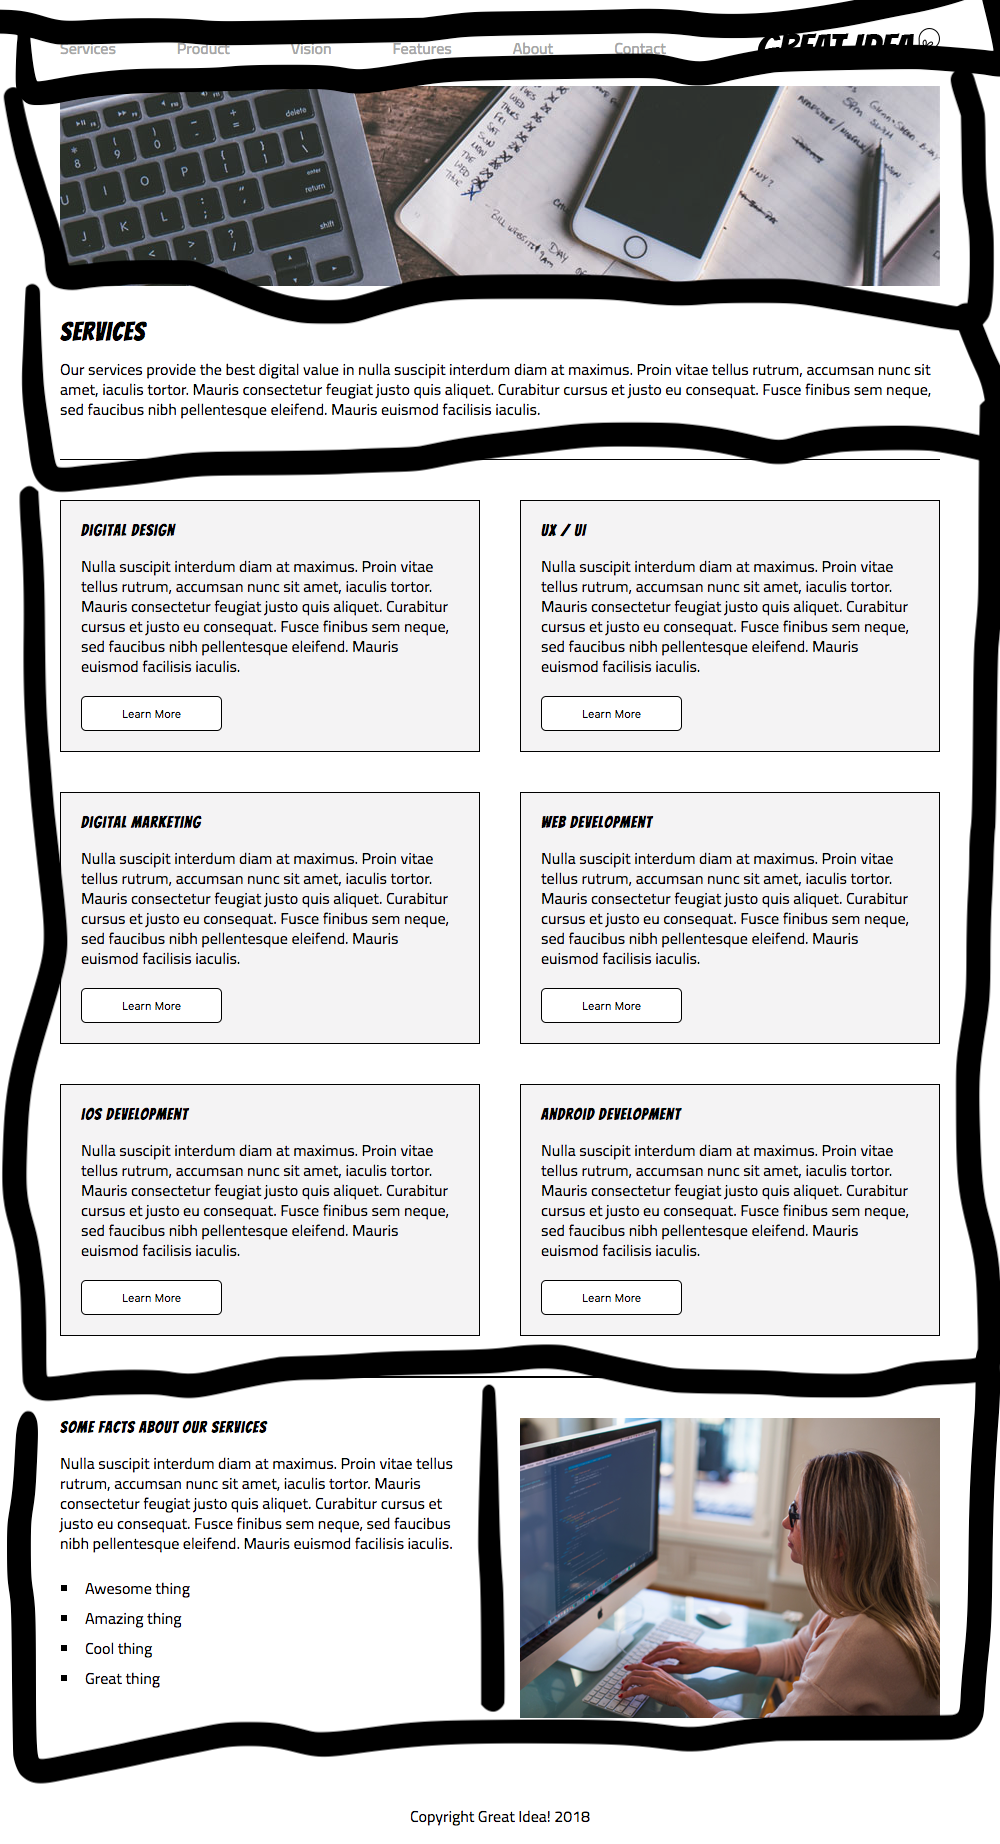 Services Product Vision Features About Contact GREAT IDEA
delete
enter
return
shift
WED
THURS
FRI
SAT
SUN
BILL WEBSITE
DAY OF
SERVICES
Our services provide the best digital value in nulla suscipit interdum diam at maximus. Proin vitae tellus rutrum, accumsan nunc sit
amet, iaculis tortor. Mauris consectetur feugiat justo quis aliquet. Curabitur cursus et justo eu consequat. Fusce finibus sem neque,
sed faucibus nibh pellentesque eleifend. Mauris euismod facilisis iaculis.
DIGITAL DESIGN
Nulla suscipit interdum diam at maximus. Proin vitae
tellus rutrum, accumsan nunc sit amet, iaculis tortor.
Mauris consectetur feugiat justo quis aliquet. Curabitur
cursus et justo eu consequat. Fusce finibus sem neque,
sed faucibus nibh pellentesque eleifend. Mauris
euismod facilisis iaculis.
Learn More
UX / UI
Nulla suscipit interdum diam at maximus. Proin vitae
tellus rutrum, accumsan nunc sit amet, iaculis tortor.
Mauris consectetur feugiat justo quis aliquet. Curabitur
cursus et justo eu consequat. Fusce finibus sem neque,
sed faucibus nibh pellentesque eleifend. Mauris
euismod facilisis iaculis.
Learn More
DIGITAL MARKETING
Nulla suscipit interdum diam at maximus. Proin vitae
tellus rutrum, accumsan nunc sit amet, iaculis tortor.
Mauris consectetur feugiat justo quis aliquet. Curabitur
cursus et justo eu consequat. Fusce finibus sem neque,
sed faucibus nibh pellentesque eleifend. Mauris
euismod facilisis iaculis.
Learn More
WEB DEVELOPMENT
Nulla suscipit interdum diam at maximus. Proin vitae
tellus rutrum, accumsan nunc sit amet, iaculis tortor.
Mauris consectetur feugiat justo quis aliquet. Curabitur
cursus et justo eu consequat. Fusce finibus sem neque,
sed faucibus nibh pellentesque eleifend. Mauris
euismod facilisis iaculis.
Learn More
IOS DEVELOPMENT
Nulla suscipit interdum diam at maximus. Proin vitae
tellus rutrum, accumsan nunc sit amet, iaculis tortor.
Mauris consectetur feugiat justo quis aliquet. Curabitur
cursus et justo eu consequat. Fusce finibus sem neque,
sed faucibus nibh pellentesque eleifend. Mauris
euismod facilisis iaculis.
Learn More
ANDROID DEVELOPMENT
Nulla suscipit interdum diam at maximus. Proin vitae
tellus rutrum, accumsan nunc sit amet, iaculis tortor.
Mauris consectetur feugiat justo quis aliquet. Curabitur
cursus et justo eu consequat. Fusce finibus sem neque,
sed faucibus nibh pellentesque eleifend. Mauris
euismod facilisis iaculis.
Learn More
SOME FACTS ABOUT OUR SERVICES
Nulla suscipit interdum diam at maximus. Proin vitae tellus
rutrum, accumsan nunc sit amet, iaculis tortor. Mauris
consectetur feugiat justo quis aliquet. Curabitur cursus et
justo eu consequat. Fusce finibus sem neque, sed faucibus
nibh pellentesque eleifend. Mauris euismod facilisis iaculis.
Awesome thing
Amazing thing
Cool thing
Great thing
Copyright Great Idea! 2018